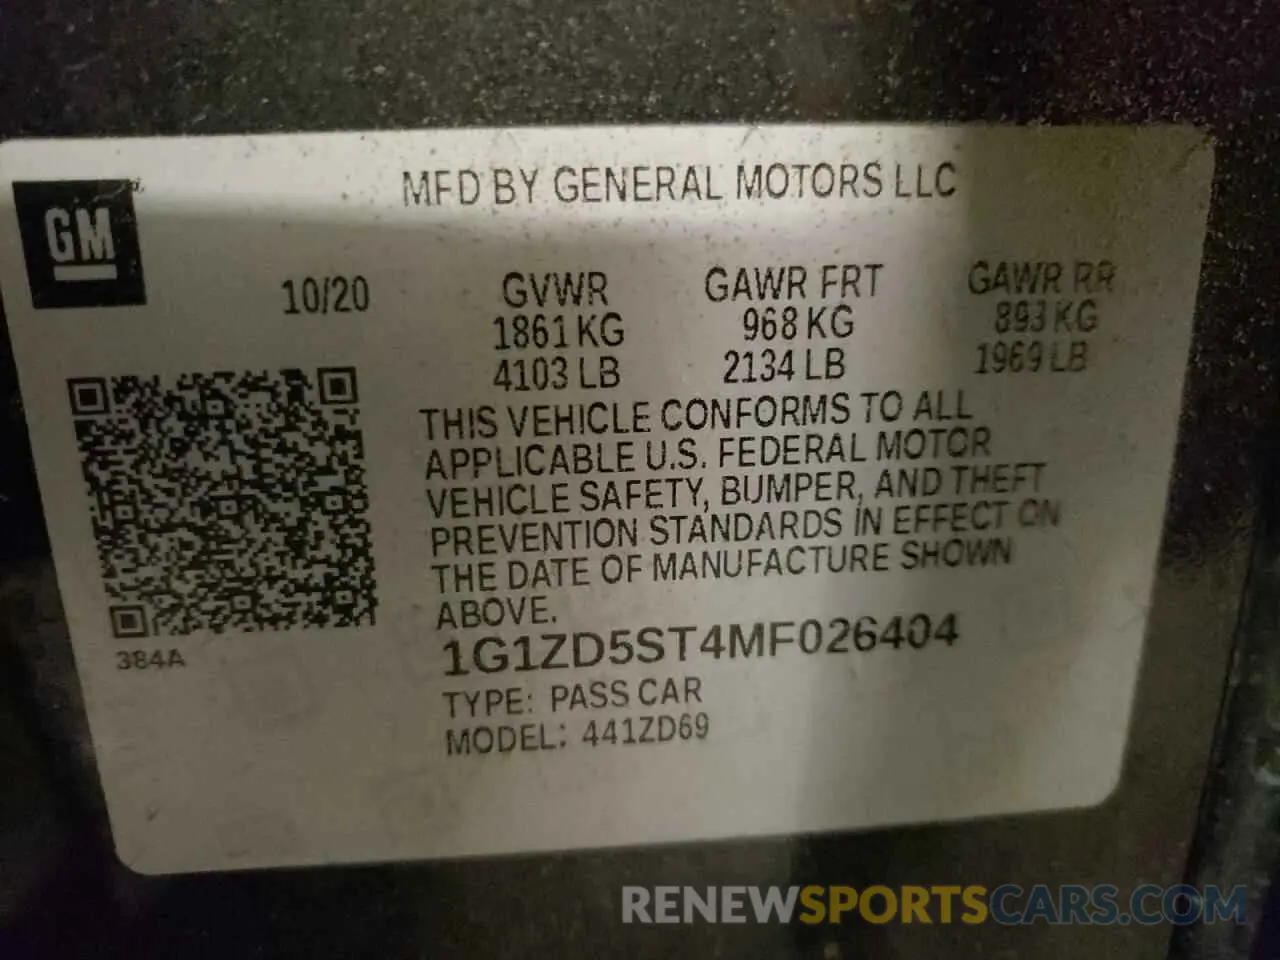 MFD BY GENERAL MOTORS LLC
GM
10/20
GVWR GAWR FRT GAWR RR
1861 KG 968 KG 893 KG
4103 LB 2134 LB 1969 LB
THIS VEHICLE CONFORMS TO ALL
APPLICABLE U.S. FEDERAL MOTOR
VEHICLE SAFETY, BUMPER, AND THEFT
PREVENTION STANDARDS IN EFFECT ON
THE DATE OF MANUFACTURE SHOWN
ABOVE.
384A
1G1ZD5ST4MF026404
TYPE: PASS CAR
MODEL: 441ZD69
RENEWSPORTSCARS.COM